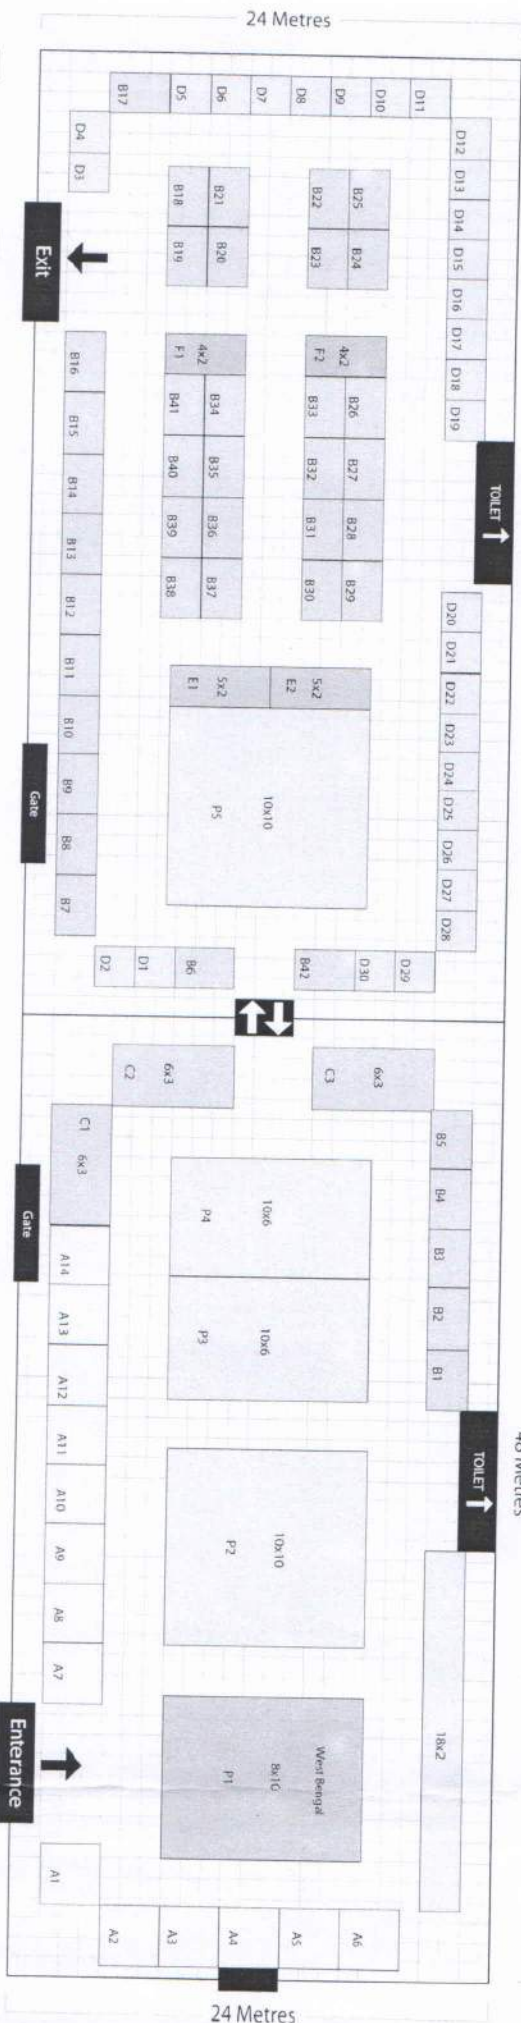 24 Metres
B17
D5
D6
D7
D8
D9
D10
D11
D4
D3
D12
D13
D14
D15
D16
D17
D18
D19
B18
B21
B19
B20
B22
B25
B23
B24
Exit
TOILET
F1 4x2
F2 4x2
B41
B34
B40
B35
B39
B36
B38
B37
B33
B26
B32
B27
B31
B28
B30
B29
B16
B15
B14
B13
B12
B11
B10
B9
B8
B7
Gate
D20
D21
D22
D23
D24
D25
D26
D27
D28
E1 5x2
E2 5x2
P5 10x10
D2
D1
B6
B42
D30
D29
C2 6x3
C3 6x3
C1 6x3
Gate
B5
B4
B3
B2
B1
P4 10x6
P3 10x6
A14
A13
A12
A11
A10
A9
A8
A7
TOILET
48 Metres
P2 10x10
18x2
West Bengal
8x10
P1
Enterance
A1
A2
A3
A4
A5
A6
24 Metres